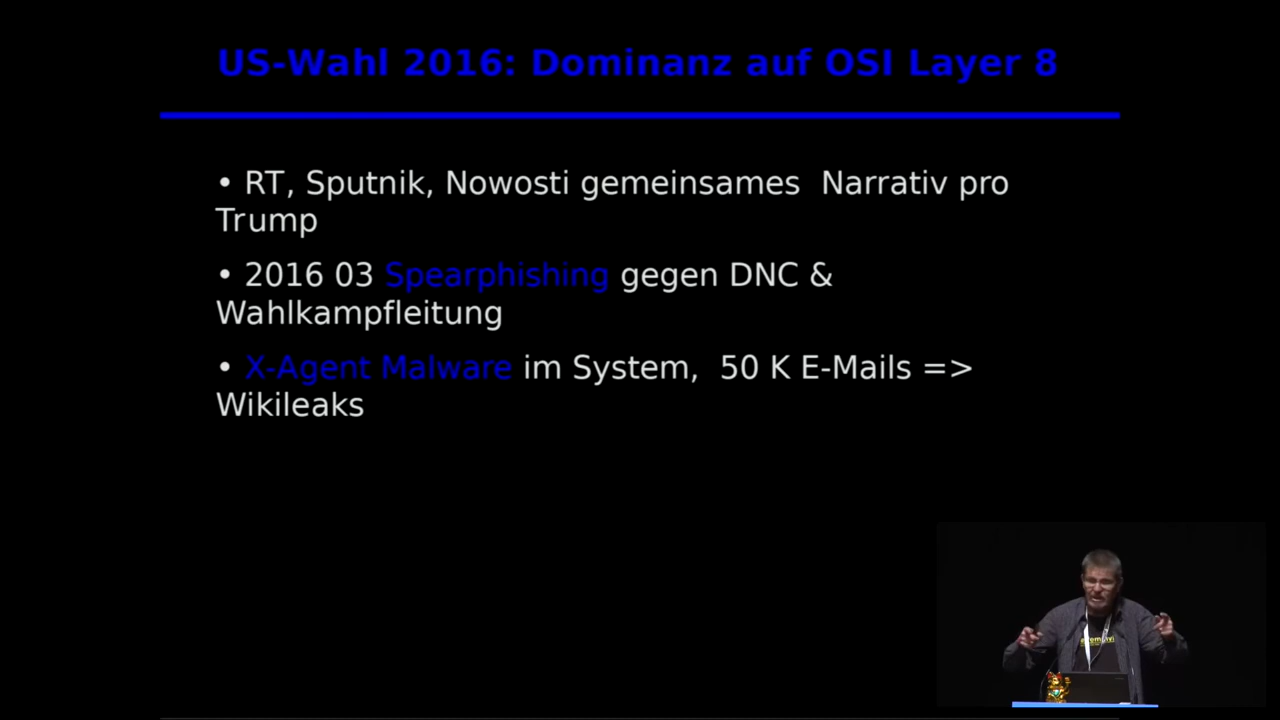 US-Wahl 2016: Dominanz auf OSI Layer 8
• RT, Sputnik, Nowosti gemeinsames  Narrativ pro
Trump
• 2016 03 Spearphishing gegen DNC &
Wahlkampfleitung
• X-Agent Malware im System,  50 K E-Mails =>
Wikileaks